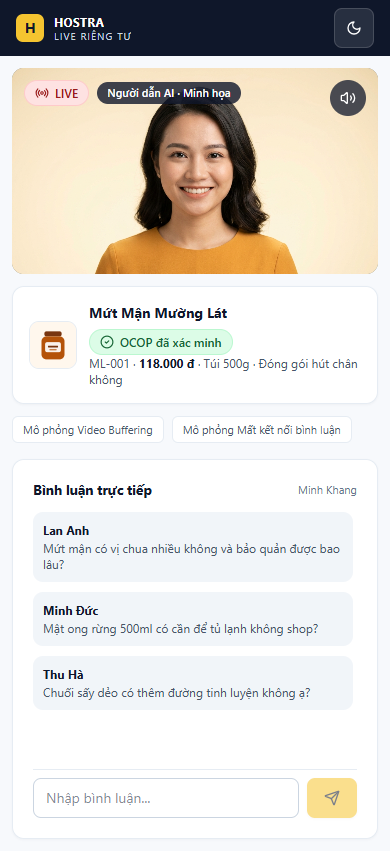 H
HOSTRA
LIVE RIÊNG TƯ
LIVE
Người dẫn AI · Minh họa
Mứt Mận Mường Lát
OCOP đã xác minh
ML-001 · 118.000 đ · Túi 500g · Đóng gói hút chân
không
Mô phỏng Video Buffering
Mô phỏng Mất kết nối bình luận
Bình luận trực tiếp
Minh Khang
Lan Anh
Mứt mận có vị chua nhiều không và bảo quản được bao
lâu?
Minh Đức
Mật ong rừng 500ml có cần để tủ lạnh không shop?
Thu Hà
Chuối sấy dẻo có thêm đường tinh luyện không ạ?
Nhập bình luận...